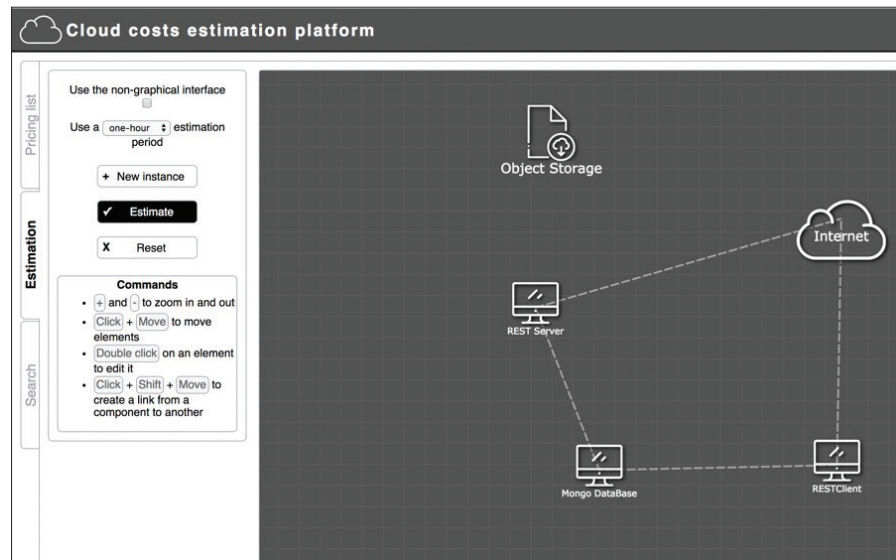 Cloud costs estimation platform
Pricing list
Estimation
Search
Use the non-graphical interface
Use a one-hour estimation
period
+ New instance
✓ Estimate
X Reset
Commands
• + and - to zoom in and out
• Click + Move to move
elements
• Double click on an element
to edit it
• Click + Shift + Move to
create a link from a
component to another
Object Storage
Internet
REST Server
Mongo DataBase
RESTClient